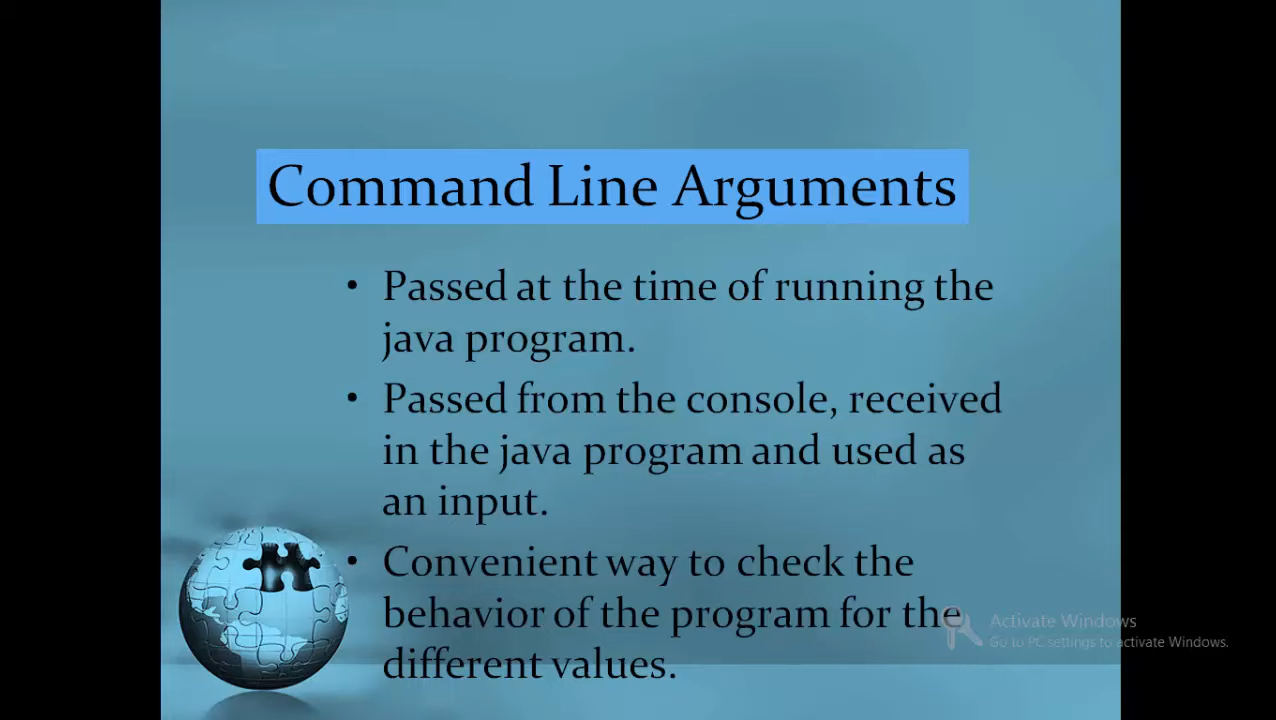 Command Line Arguments
• Passed at the time of running the
java program.
• Passed from the console, received
in the java program and used as
an input.
• Convenient way to check the
behavior of the program for the
different values.
Activate Windows
Go to PC settings to activate Windows.